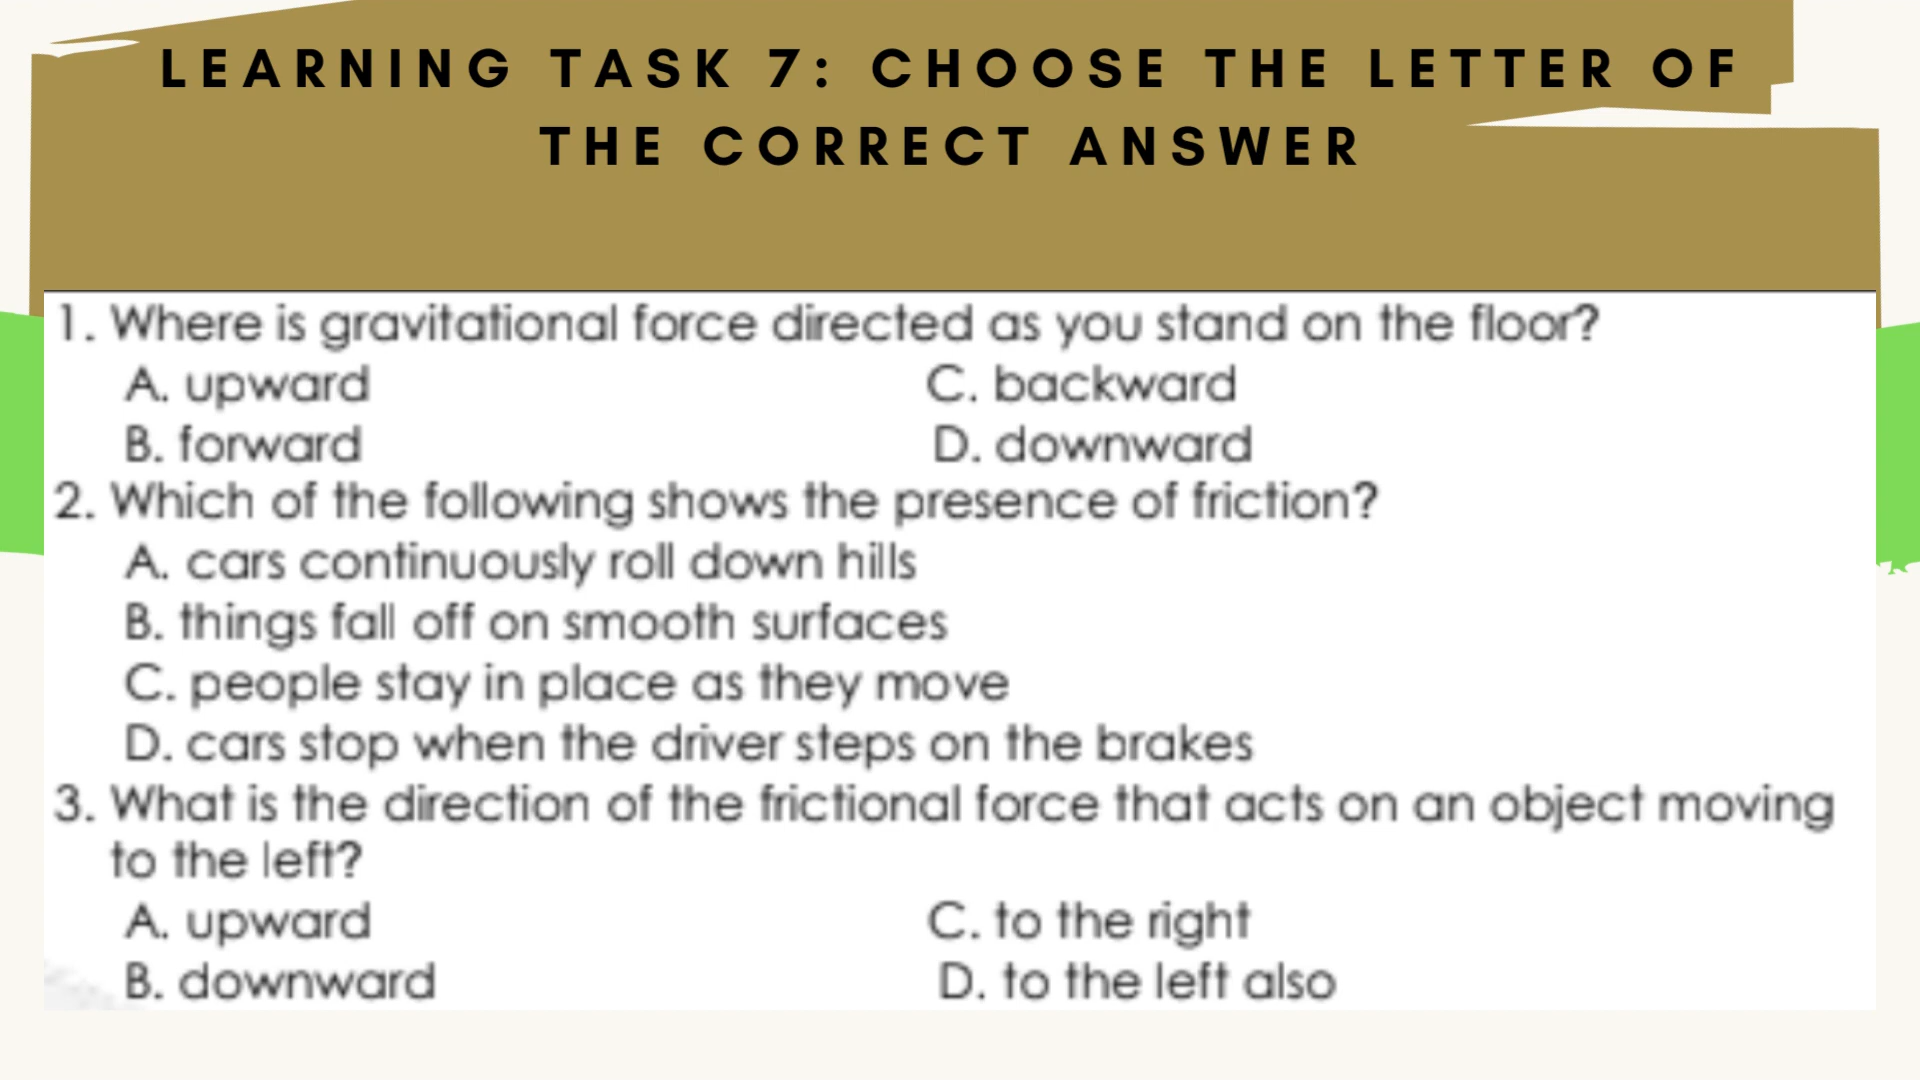 LEARNING TASK 7: CHOOSE THE LETTER OF
THE CORRECT ANSWER
1. Where is gravitational force directed as you stand on the floor?
A. upward C. backward
B. forward D. downward
2. Which of the following shows the presence of friction?
A. cars continuously roll down hills
B. things fall off on smooth surfaces
C. people stay in place as they move
D. cars stop when the driver steps on the brakes
3. What is the direction of the frictional force that acts on an object moving
to the left?
A. upward C. to the right
B. downward D. to the left also